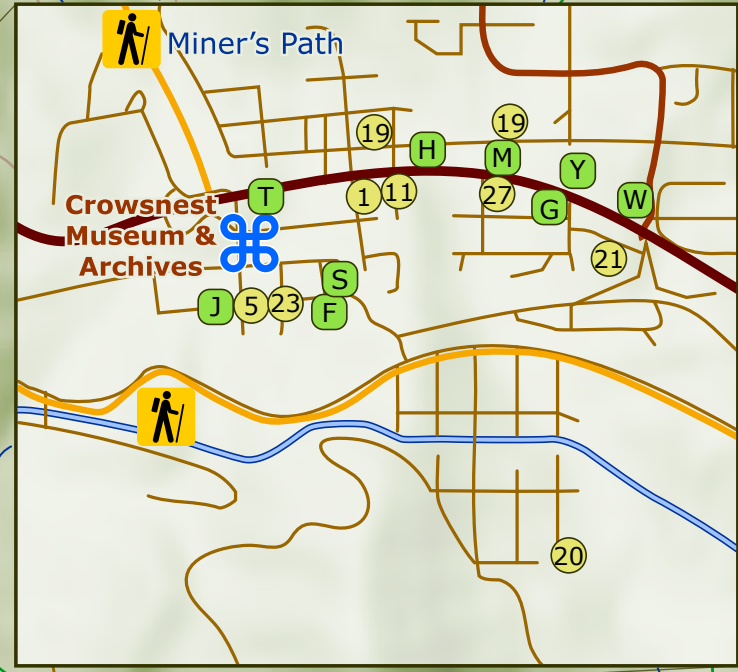 Miner's Path
19
19
H
M
Y
T
1
11
27
G
W
Crowsnest
Museum &
Archives
21
S
J
5
23
F
20